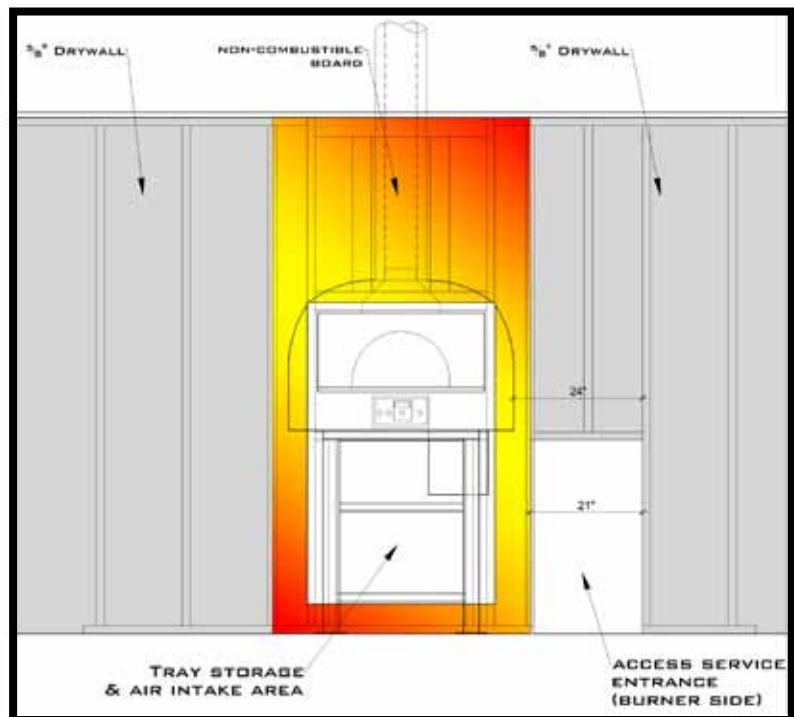 5/8" DRYWALL
NON-COMBUSTIBLE
BOARD
5/8" DRYWALL
24"
21"
TRAY STORAGE
& AIR INTAKE AREA
ACCESS SERVICE
ENTRANCE
(BURNER SIDE)